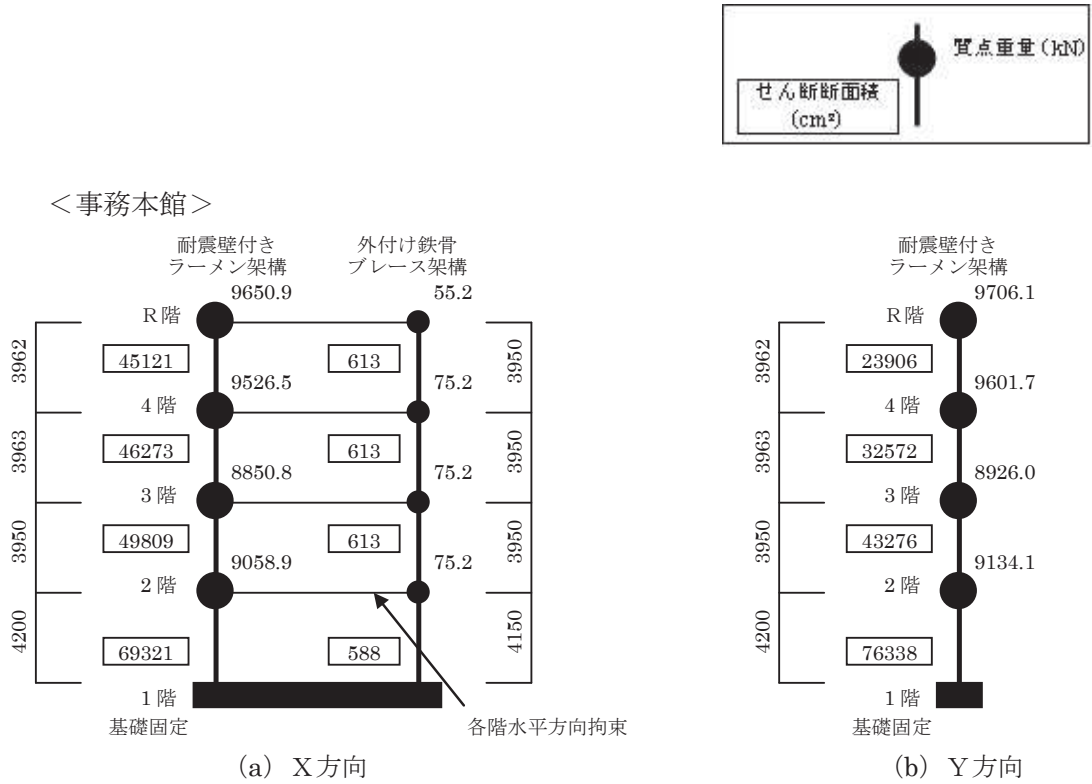 質点重量(kN)
せん断断面積
(cm²)
＜事務本館＞
耐震壁付き
ラーメン架構
外付け鉄骨
ブレース架構
耐震壁付き
ラーメン架構
9650.9
55.2
9706.1
R階
R階
3962
45121
613
3950
3962
23906
9526.5
75.2
9601.7
4階
4階
3963
46273
613
3950
3963
32572
8850.8
75.2
8926.0
3階
3階
3950
49809
613
3950
3950
43276
9058.9
75.2
9134.1
2階
2階
4200
69321
588
4150
4200
76338
1階
1階
基礎固定
各階水平方向拘束
基礎固定
(a) X方向
(b) Y方向